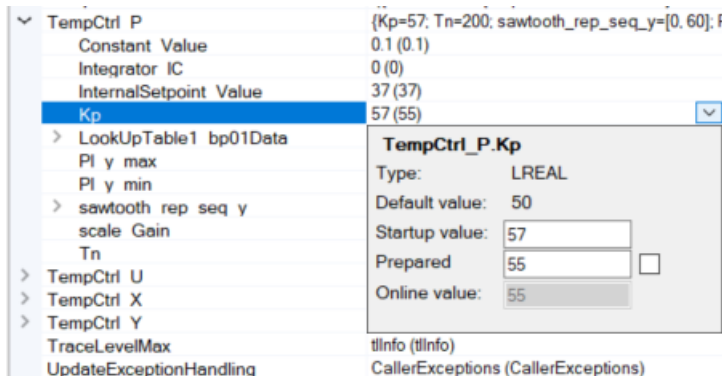 TempCtrl P {Kp=57; Tn=200; sawtooth_rep_seq_y=[0, 60];
Constant Value 0.1 (0.1)
Integrator IC 0 (0)
InternalSetpoint Value 37 (37)
Kp 57 (55)
LookUpTable1 bp01Data
PI y max
PI y min
sawtooth rep seq y
scale Gain
Tn
TempCtrl_P.Kp
Type: LREAL
Default value: 50
Startup value: 57
Prepared 55
Online value: 55
TempCtrl U
TempCtrl X
TempCtrl Y
TraceLevelMax tlInfo (tlInfo)
UpdateExceptionHandling CallerExceptions (CallerExceptions)